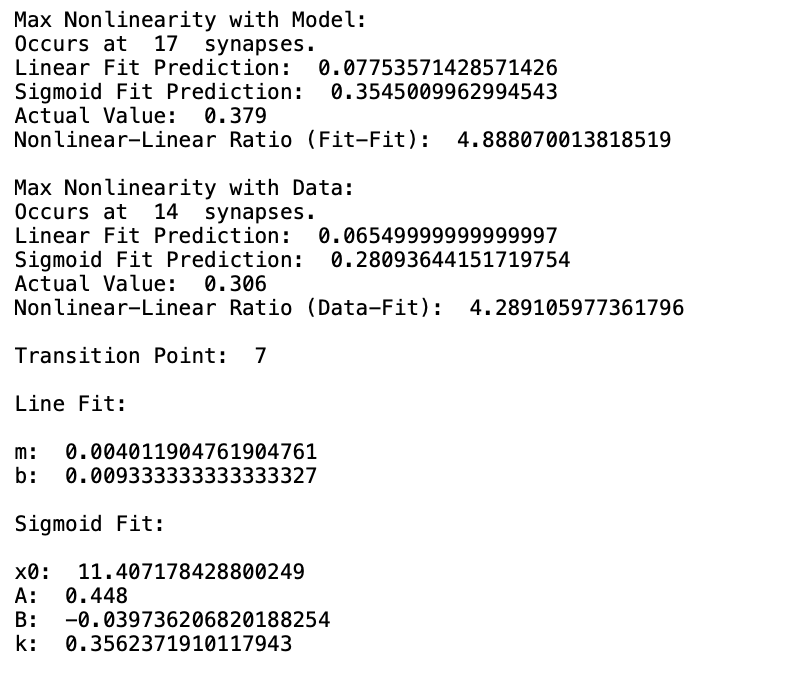 Max Nonlinearity with Model:
Occurs at  17  synapses.
Linear Fit Prediction:  0.07753571428571426
Sigmoid Fit Prediction:  0.3545009962994543
Actual Value:  0.379
Nonlinear-Linear Ratio (Fit-Fit):  4.888070013818519
Max Nonlinearity with Data:
Occurs at  14  synapses.
Linear Fit Prediction:  0.06549999999999997
Sigmoid Fit Prediction:  0.28093644151719754
Actual Value:  0.306
Nonlinear-Linear Ratio (Data-Fit):  4.289105977361796
Transition Point:  7
Line Fit:
m:  0.004011904761904761
b:  0.009333333333333327
Sigmoid Fit:
x0:  11.407178428800249
A:  0.448
B:  -0.039736206820188254
k:  0.3562371910117943